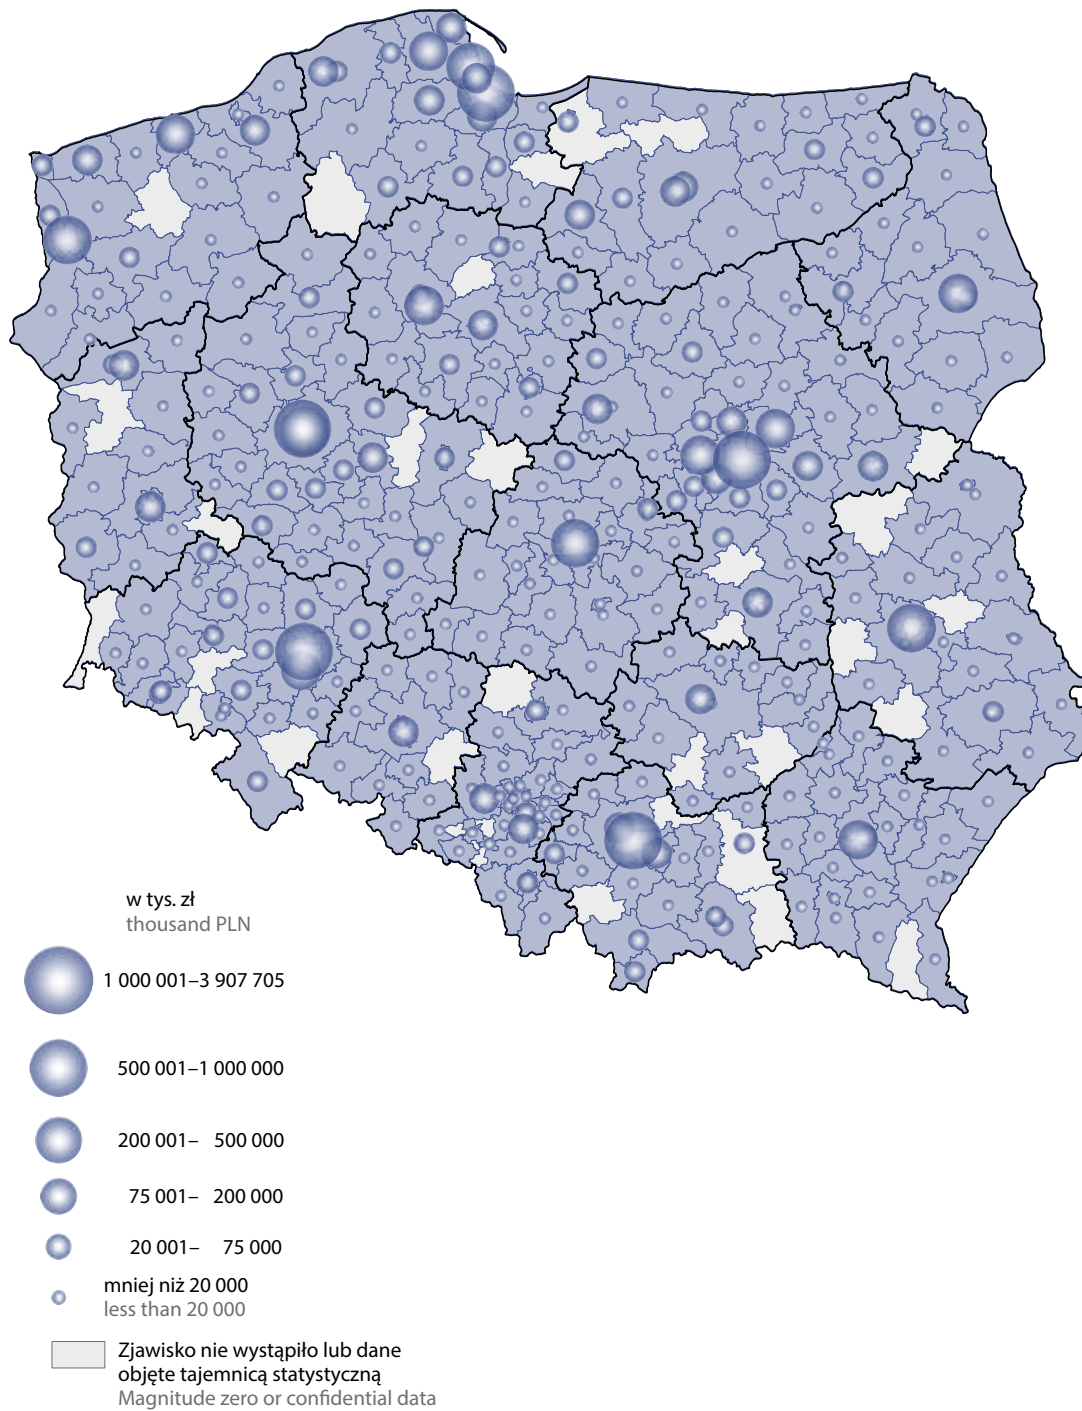 w tys. zł
thousand PLN
1 000 001–3 907 705
500 001–1 000 000
200 001– 500 000
75 001– 200 000
20 001– 75 000
mniej niż 20 000
less than 20 000
Zjawisko nie wystąpiło lub dane
objęte tajemnicą statystyczną
Magnitude zero or confidential data